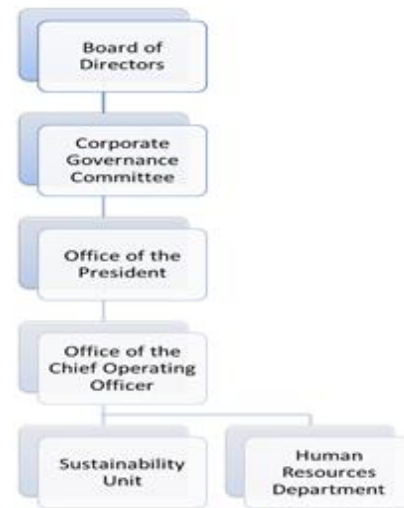 Board of
Directors
Corporate
Governance
Committee
Office of the
President
Office of the
Chief Operating
Officer
Sustainability
Unit
Human
Resources
Department